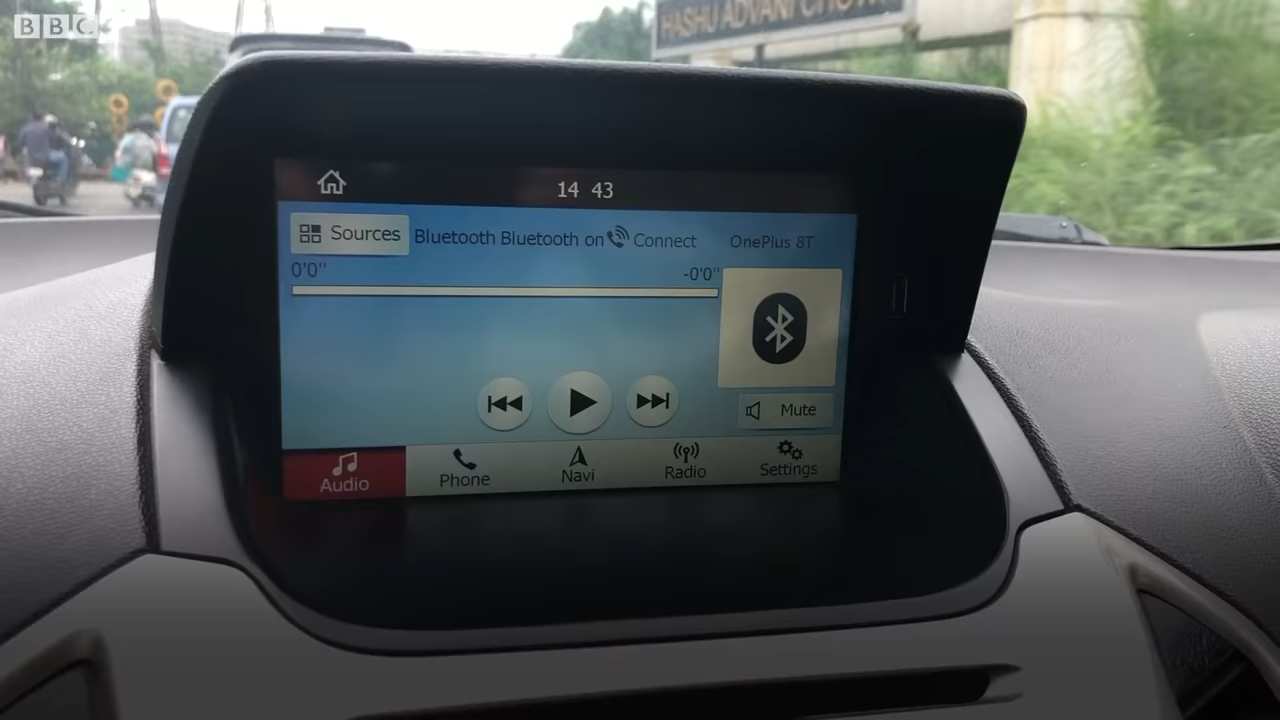 BBC
HASHU ADVANI CHOWK
14 43
Sources Bluetooth Bluetooth on Connect OnePlus 8T
0'0" -0'0"
Mute
Audio Phone Navi Radio Settings